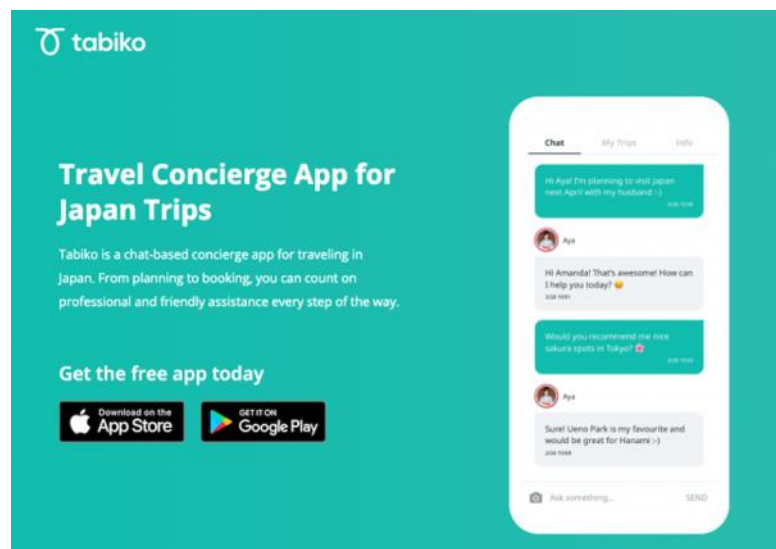 tabiko
Travel Concierge App for
Japan Trips
Tabiko is a chat-based concierge app for traveling in
Japan. From planning to booking, you can count on
professional and friendly assistance every step of the way.
Get the free app today
Download on the
App Store
GET IT ON
Google Play
Chat My Trips Info
Hi Aya! I'm planning to visit Japan
next April with my husband :-)
Aya
Hi Amanda! That's awesome! How can
I help you today? 😀
Would you recommend me nice
sakura spots in Tokyo? 🌸
Aya
Sure! Ueno Park is my favourite and
would be great for Hanami :-)
Ask something... SEND